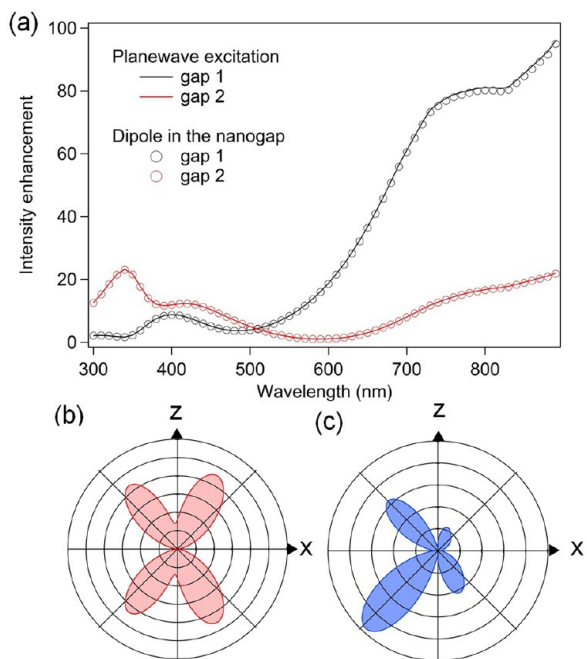 (a)
100
80
60
40
20
0
Intensity enhancement
Planewave excitation
gap 1
gap 2
Dipole in the nanogap
gap 1
gap 2
300 400 500 600 700 800
Wavelength (nm)
(b) z (c) z
x x